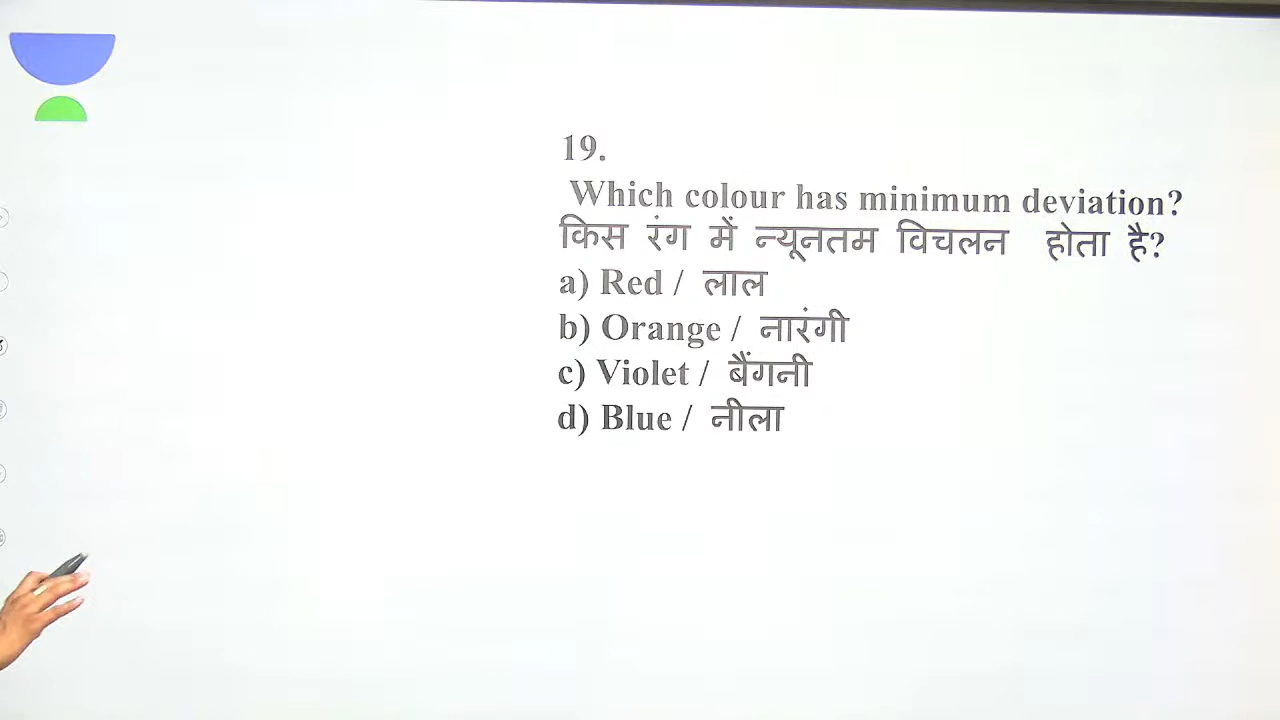 19.
Which colour has minimum deviation?
किस रंग में न्यूनतम विचलन होता है?
a) Red / लाल
b) Orange / नारंगी
c) Violet / बैंगनी
d) Blue / नीला